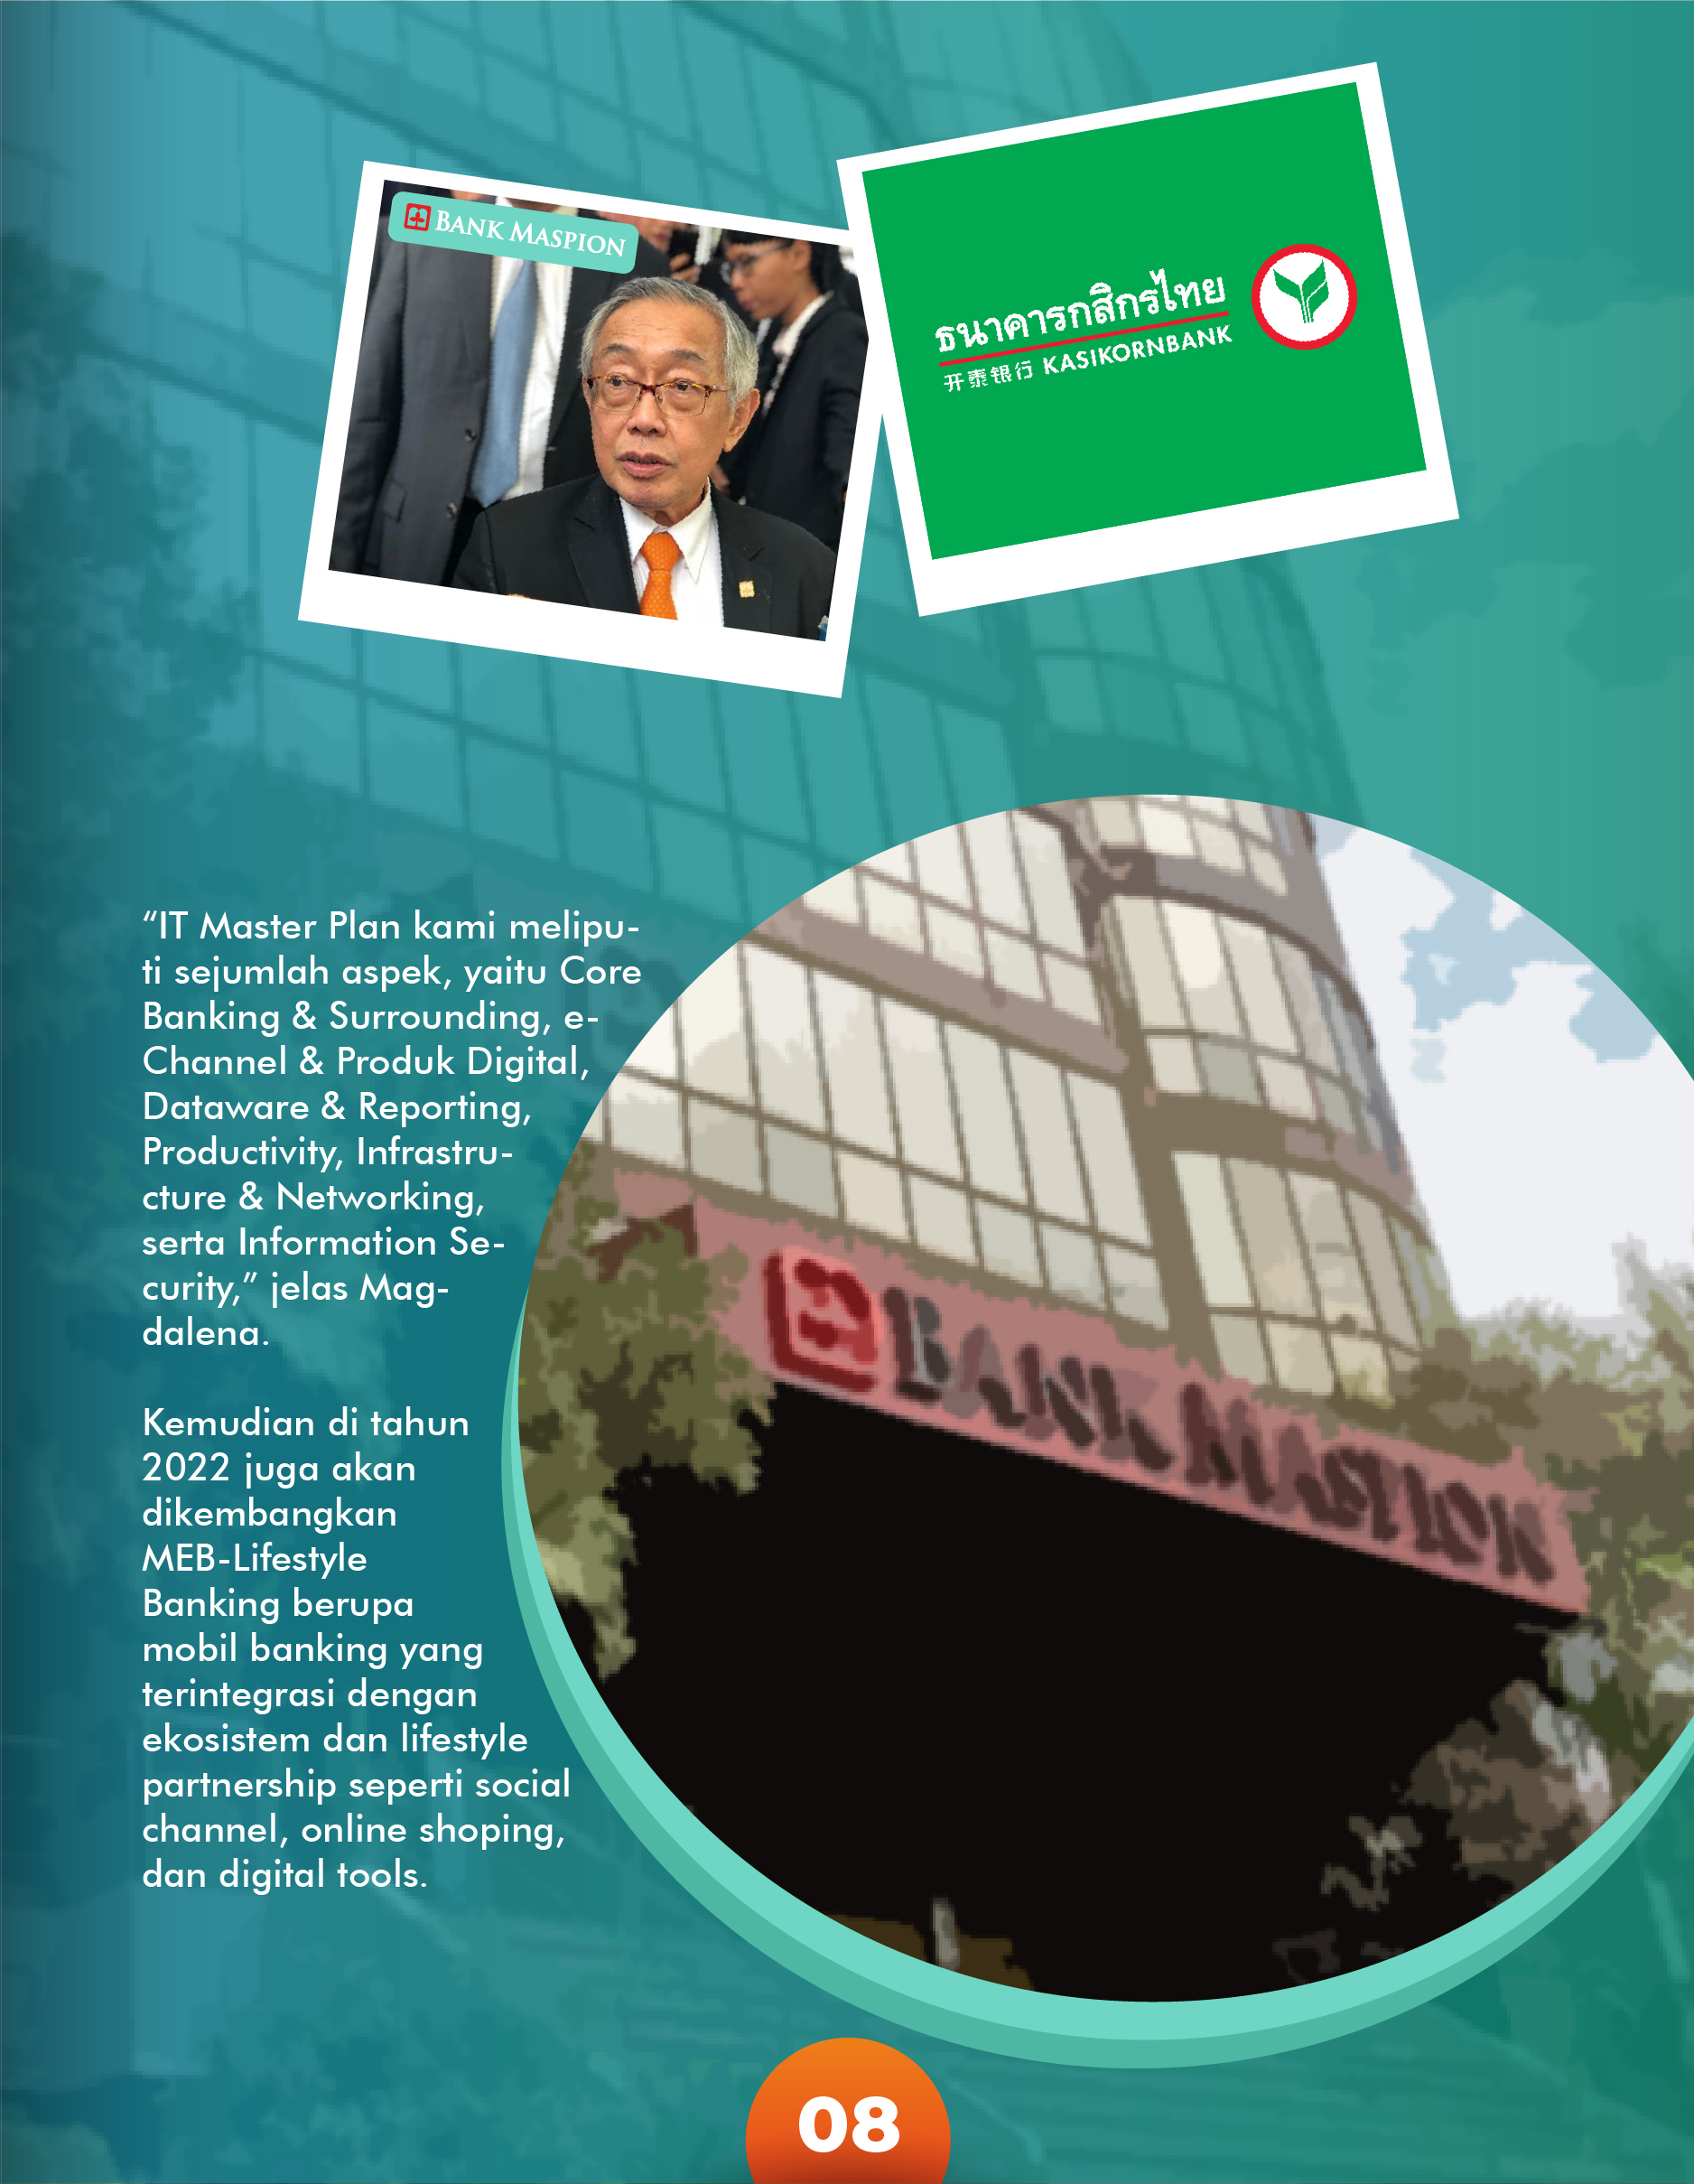 BANK MASPION
ธนาคารกสิกรไทย
开泰银行 KASIKORNBANK
“IT Master Plan kami melipu-
ti sejumlah aspek, yaitu Core
Banking & Surrounding, e-
Channel & Produk Digital,
Dataware & Reporting,
Productivity, Infrastru-
cture & Networking,
serta Information Se-
curity,” jelas Mag-
dalena.
Kemudian di tahun
2022 juga akan
dikembangkan
MEB-Lifestyle
Banking berupa
mobil banking yang
terintegrasi dengan
ekosistem dan lifestyle
partnership seperti social
channel, online shoping,
dan digital tools.
BANK MASPION
08